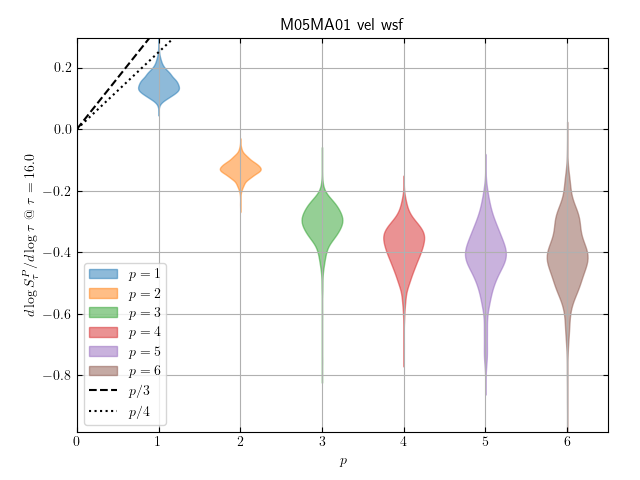 M05MA01 vel wsf
d log S_τ^P / d log τ @ τ = 16.0
0.2
0.0
−0.2
−0.4
−0.6
−0.8
p = 1
p = 2
p = 3
p = 4
p = 5
p = 6
p/3
p/4
0 1 2 3 4 5 6
p